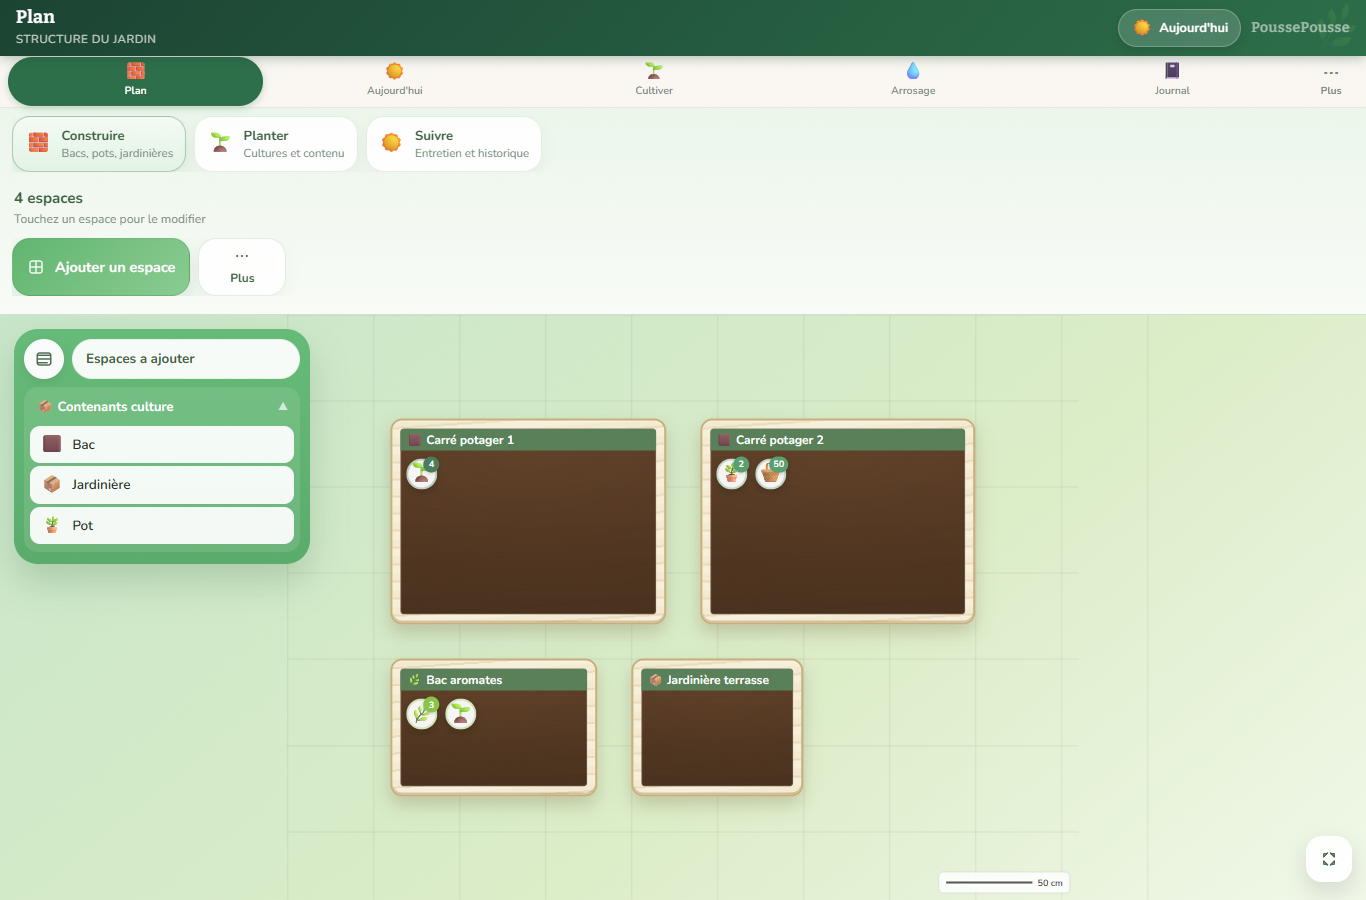 Plan
STRUCTURE DU JARDIN
Aujourd'hui
PoussePousse
Plan
Aujourd'hui
Cultiver
Arrosage
Journal
Plus
Construire
Bacs, pots, jardinières
Planter
Cultures et contenu
Suivre
Entretien et historique
4 espaces
Touchez un espace pour le modifier
Ajouter un espace
Plus
Espaces a ajouter
Contenants culture
Bac
Jardinière
Pot
Carré potager 1
4
Carré potager 2
2
50
Bac aromates
3
Jardinière terrasse
50 cm